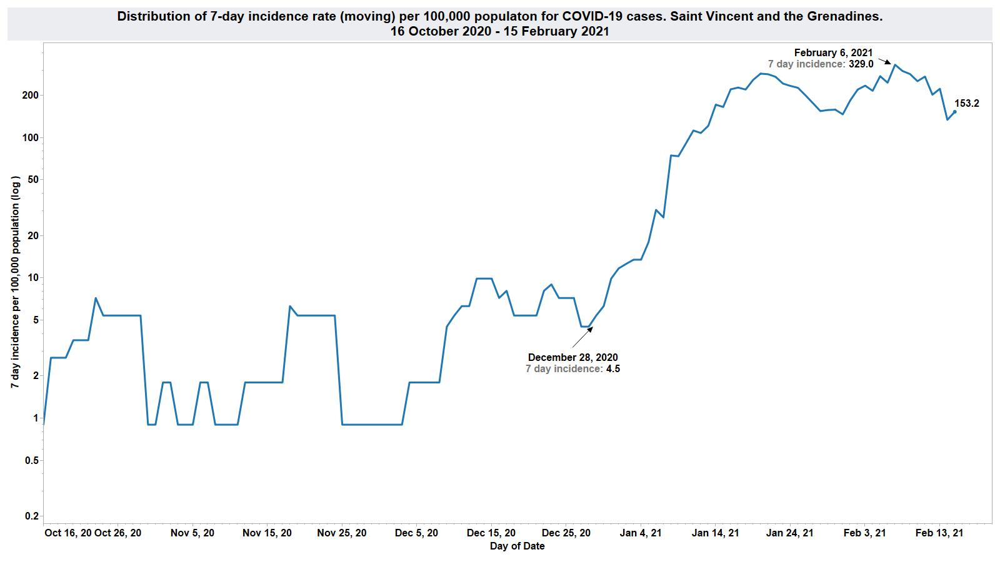 Distribution of 7-day incidence rate (moving) per 100,000 populaton for COVID-19 cases. Saint Vincent and the Grenadines.
16 October 2020 - 15 February 2021
February 6, 2021
7 day incidence: 329.0
153.2
December 28, 2020
7 day incidence: 4.5
7 day incidence per 100,000 population (log )
200
100
50
20
10
5
2
1
0.5
0.2
Oct 16, 20 Oct 26, 20 Nov 5, 20 Nov 15, 20 Nov 25, 20 Dec 5, 20 Dec 15, 20 Dec 25, 20 Jan 4, 21 Jan 14, 21 Jan 24, 21 Feb 3, 21 Feb 13, 21
Day of Date